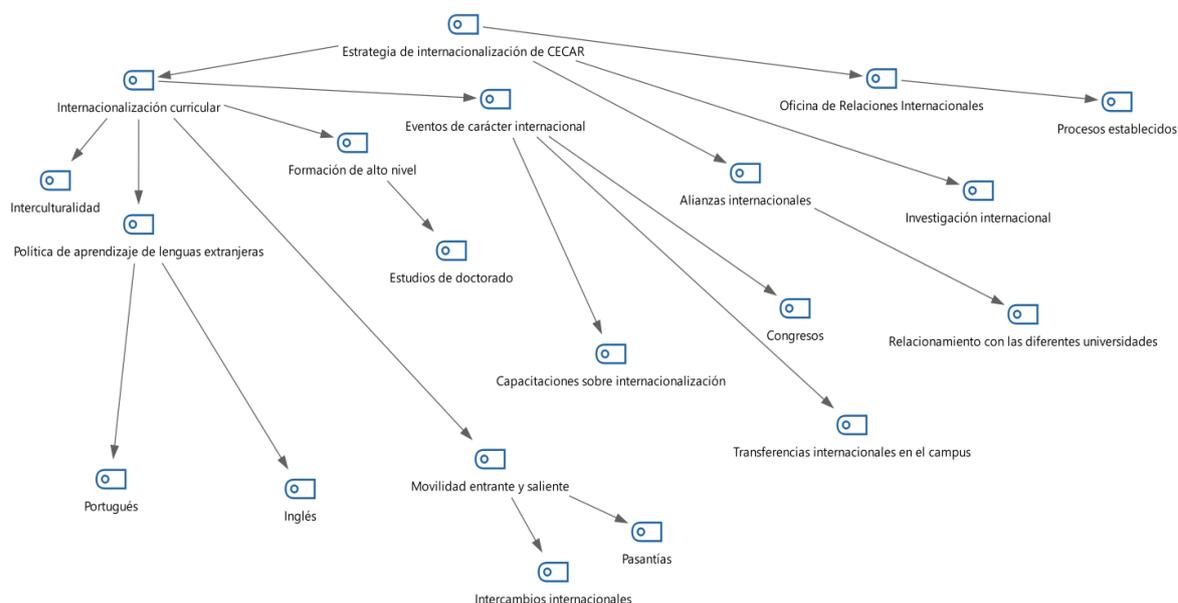 Estrategia de internacionalización de CECAR
Internacionalización curricular
Oficina de Relaciones Internacionales
Procesos establecidos
Eventos de carácter internacional
Formación de alto nivel
Interculturalidad
Alianzas internacionales
Investigación internacional
Política de aprendizaje de lenguas extranjeras
Estudios de doctorado
Congresos
Relacionamiento con las diferentes universidades
Capacitaciones sobre internacionalización
Transferencias internacionales en el campus
Movilidad entrante y saliente
Portugués
Inglés
Pasantías
Intercambios internacionales